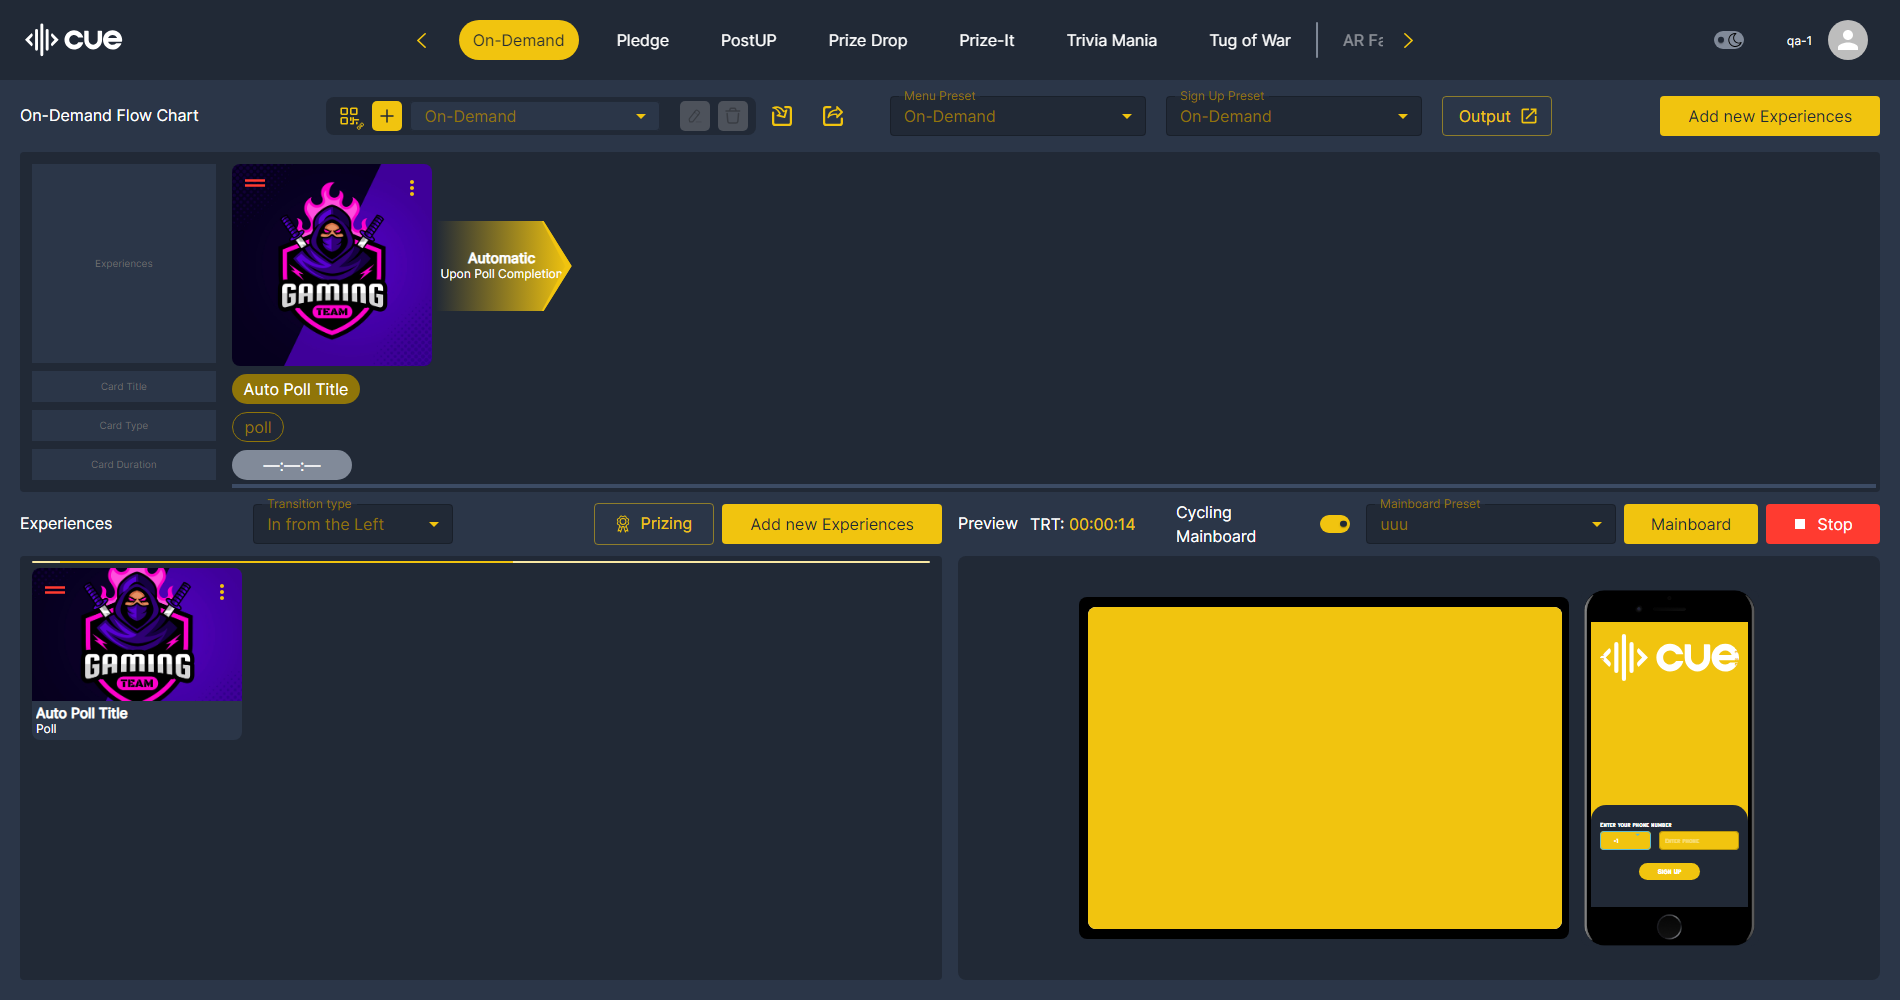 cue
On-Demand
Pledge
PostUP
Prize Drop
Prize-It
Trivia Mania
Tug of War
AR Fa
qa-1
On-Demand Flow Chart
On-Demand
Menu Preset
On-Demand
Sign Up Preset
On-Demand
Output
Add new Experiences
Experiences
GAMING
TEAM
Automatic
Upon Poll Completion
Card Title
Auto Poll Title
Card Type
poll
Card Duration
—:—:—
Experiences
Transition type
In from the Left
Prizing
Add new Experiences
Preview
TRT: 00:00:14
Cycling
Mainboard
Mainboard Preset
uuu
Mainboard
Stop
GAMING
TEAM
Auto Poll Title
Poll
cue
Enter your phone number
+1
Enter phone
Sign up